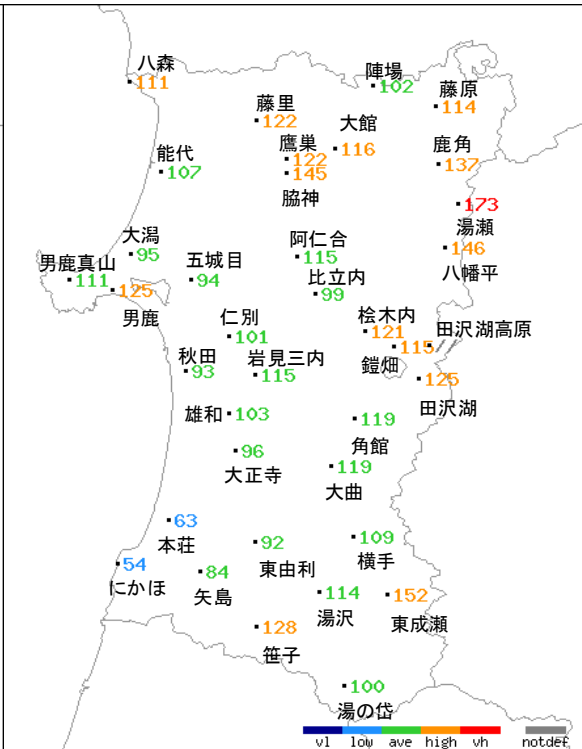 八森
111
陣場
102
藤原
114
藤里
122
大館
116
鷹巣
122
145
脇神
鹿角
137
能代
107
173
湯瀬
146
八幡平
大潟
95
阿仁合
115
男鹿真山
111
五城目
94
比立内
99
125
男鹿
仁別
101
桧木内
121
田沢湖高原
115
鎧畑
秋田
93
岩見三内
115
125
田沢湖
雄和
103
119
角館
96
大正寺
119
大曲
63
本荘
92
東由利
109
横手
54
にかほ
84
矢島
114
湯沢
152
東成瀬
128
笹子
100
湯の岱
vl low ave high vh notdef